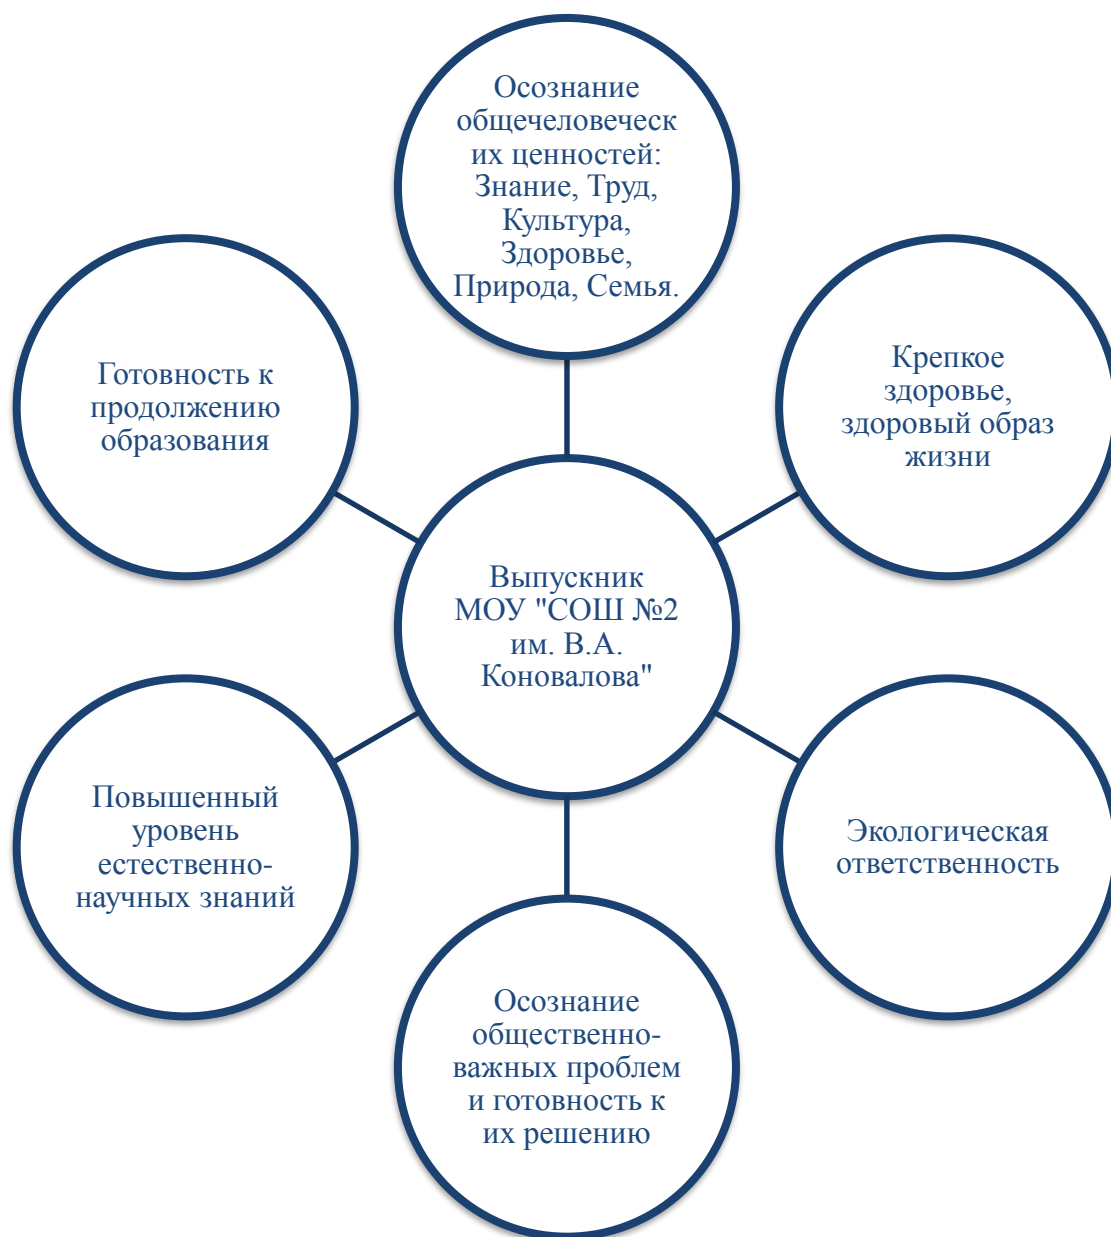 Осознание
общечеловеческ
их ценностей:
Знание, Труд,
Культура,
Здоровье,
Природа, Семья.
Крепкое
здоровье,
здоровый образ
жизни
Экологическая
ответственность
Осознание
общественно-
важных проблем
и готовность к
их решению
Повышенный
уровень
естественно-
научных знаний
Готовность к
продолжению
образования
Выпускник
МОУ "СОШ №2
им. В.А.
Коновалова"